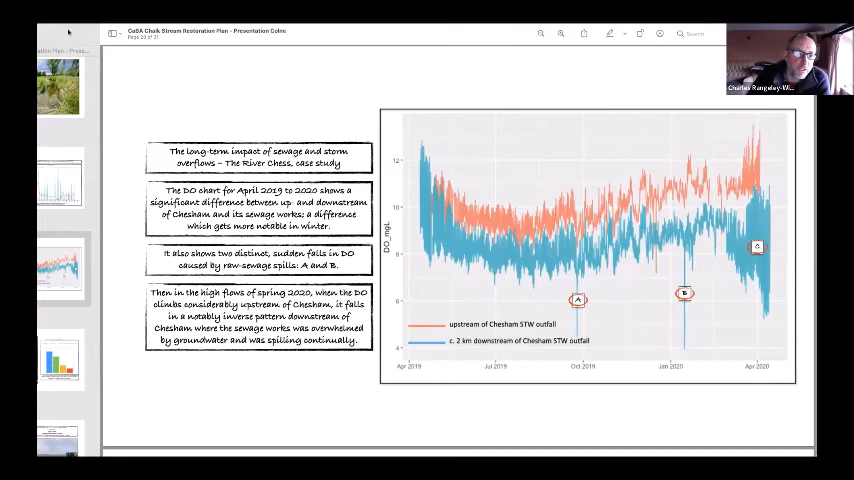 CaBA Chalk Stream Restoration Plan - Presentation Colne
Page 20 of 31
Search
ation Plan - Prese...
Charles Rangeley-Wi...
The long-term impact of sewage and storm
overflows – The River Chess, case study
The DO chart for April 2019 to 2020 shows a
significant difference between up- and downstream
of Chesham and its sewage works; a difference
which gets more notable in winter.
It also shows two distinct, sudden falls in DO
caused by raw-sewage spills: A and B.
Then in the high flows of spring 2020, when the DO
climbs considerably upstream of Chesham, it falls
in a notably inverse pattern downstream of
Chesham where the sewage works was overwhelmed
by groundwater and was spilling continually.
DO_mgL
12
10
8
6
4
A
B
C
upstream of Chesham STW outfall
c. 2 km downstream of Chesham STW outfall
Apr 2019
Jul 2019
Oct 2019
Jan 2020
Apr 2020